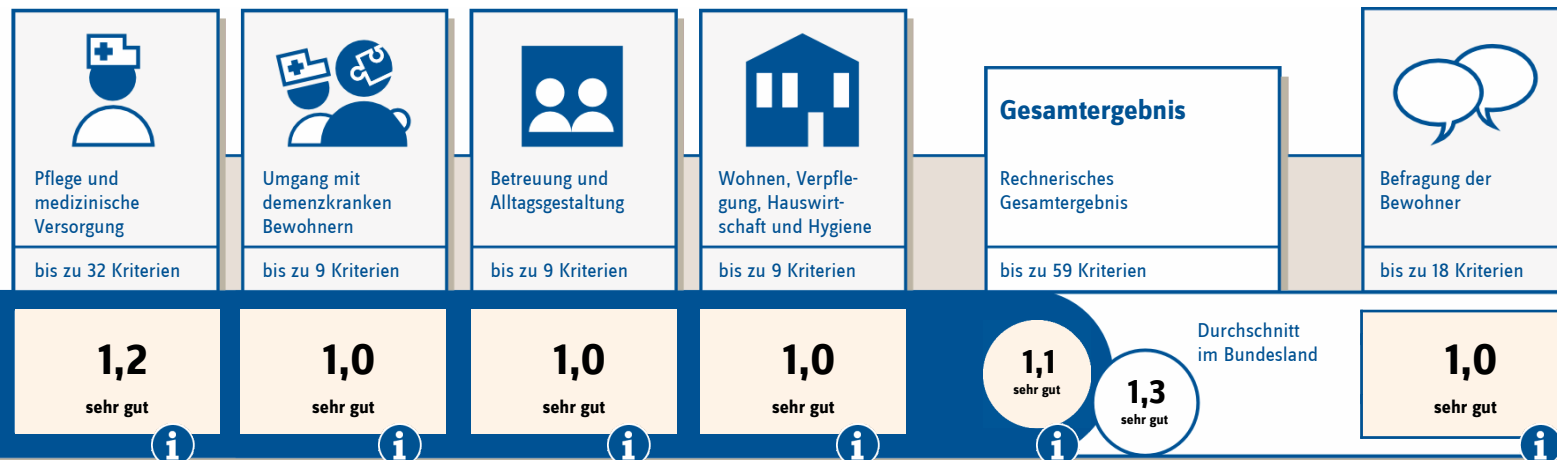 Pflege und
medizinische
Versorgung
bis zu 32 Kriterien
1,2
sehr gut
Umgang mit
demenzkranken
Bewohnern
bis zu 9 Kriterien
1,0
sehr gut
Betreuung und
Alltagsgestaltung
bis zu 9 Kriterien
1,0
sehr gut
Wohnen, Verpfle-
gung, Hauswirt-
schaft und Hygiene
bis zu 9 Kriterien
1,0
sehr gut
Gesamtergebnis
Rechnerisches
Gesamtergebnis
bis zu 59 Kriterien
1,1
sehr gut
Durchschnitt
im Bundesland
1,3
sehr gut
Befragung der
Bewohner
bis zu 18 Kriterien
1,0
sehr gut